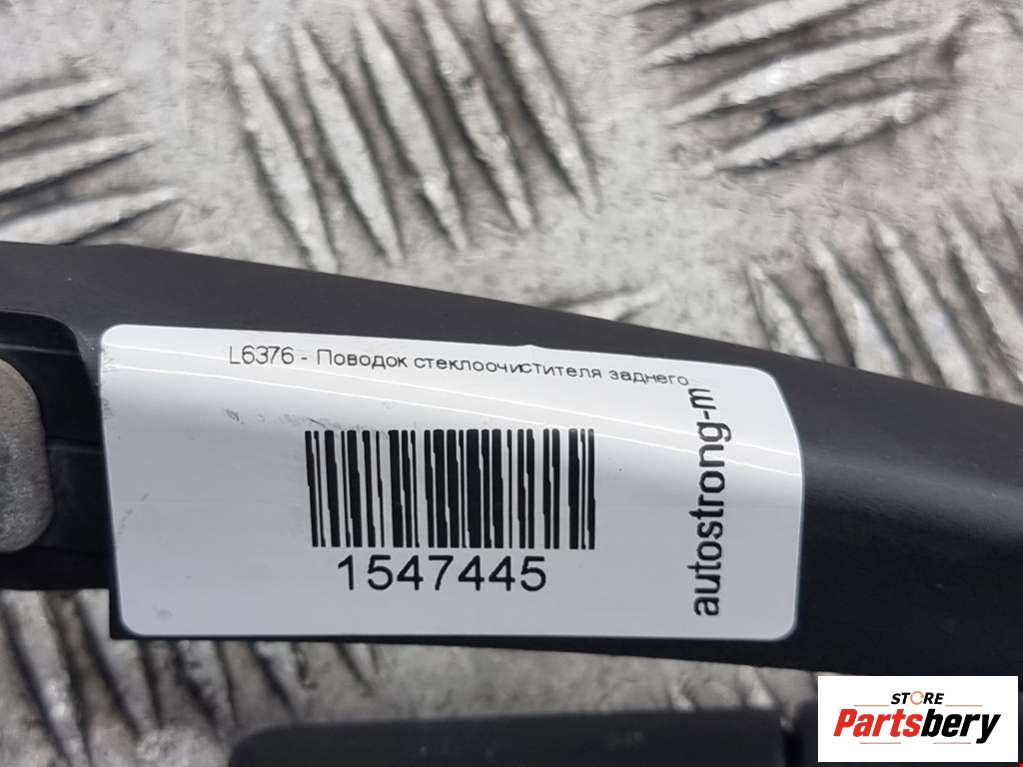 L6376 - Поводок стеклоочистителя заднего
1547445
autostrong-m
STORE
Partsbery